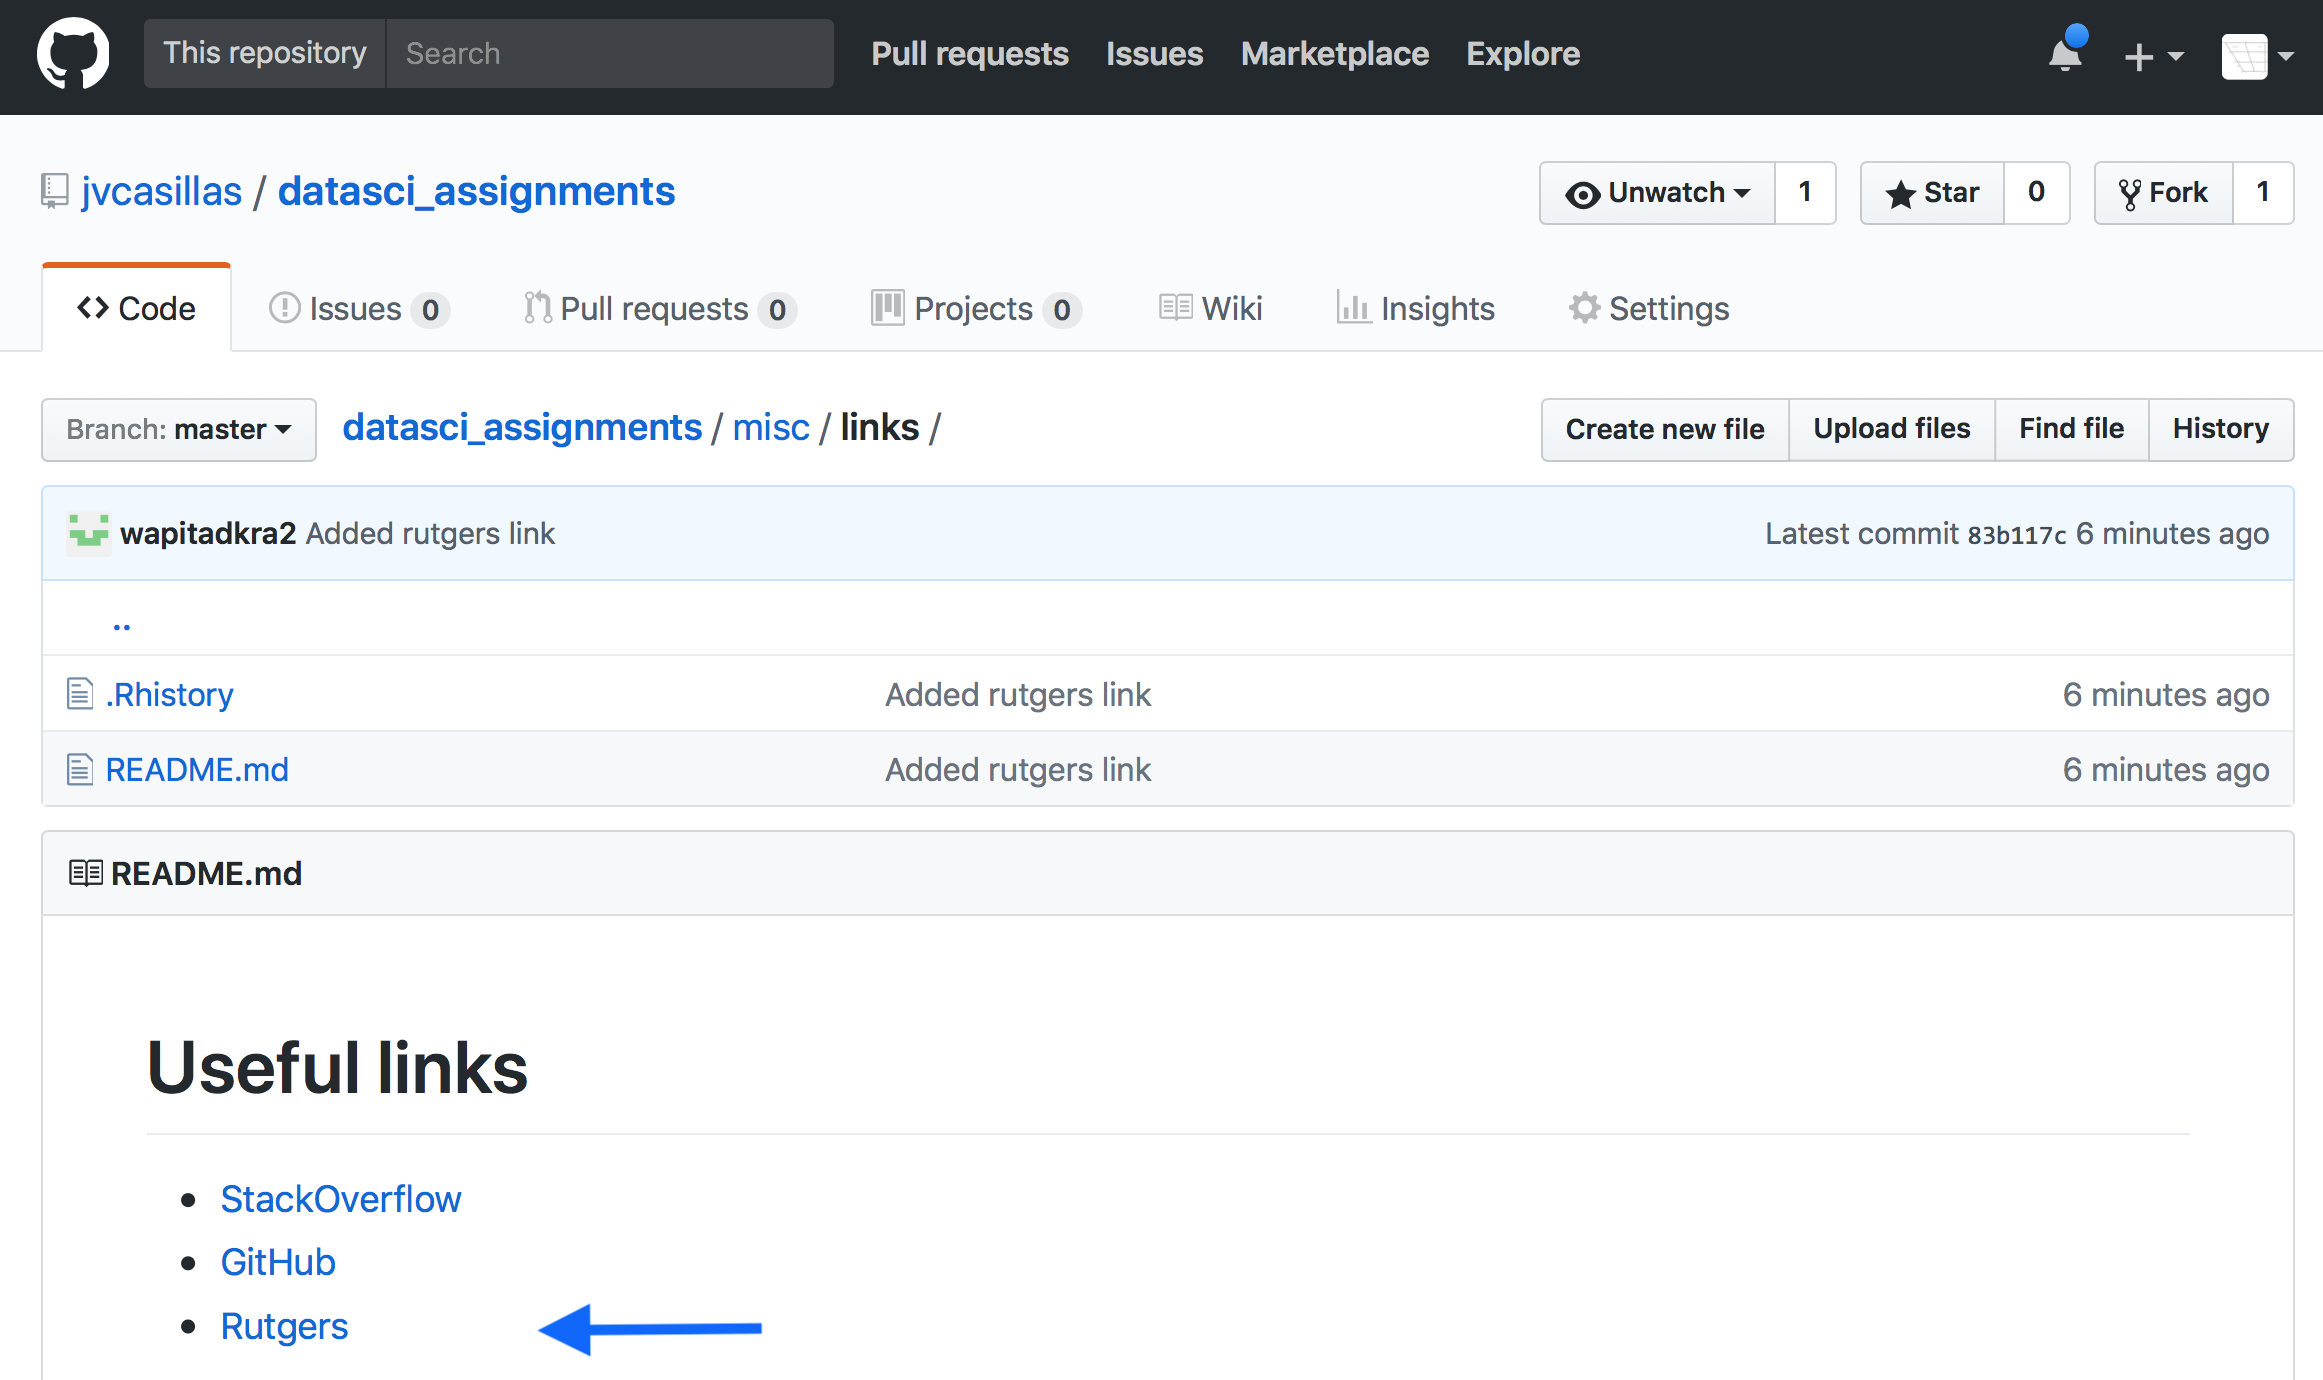 This repository Search Pull requests Issues Marketplace Explore
jvcasillas / datasci_assignments Unwatch 1 Star 0 Fork 1
Code Issues 0 Pull requests 0 Projects 0 Wiki Insights Settings
Branch: master datasci_assignments / misc / links / Create new file Upload files Find file History
wapitadkra2 Added rutgers link Latest commit 83b117c 6 minutes ago
..
.Rhistory Added rutgers link 6 minutes ago
README.md Added rutgers link 6 minutes ago
README.md
Useful links
• StackOverflow
• GitHub
• Rutgers